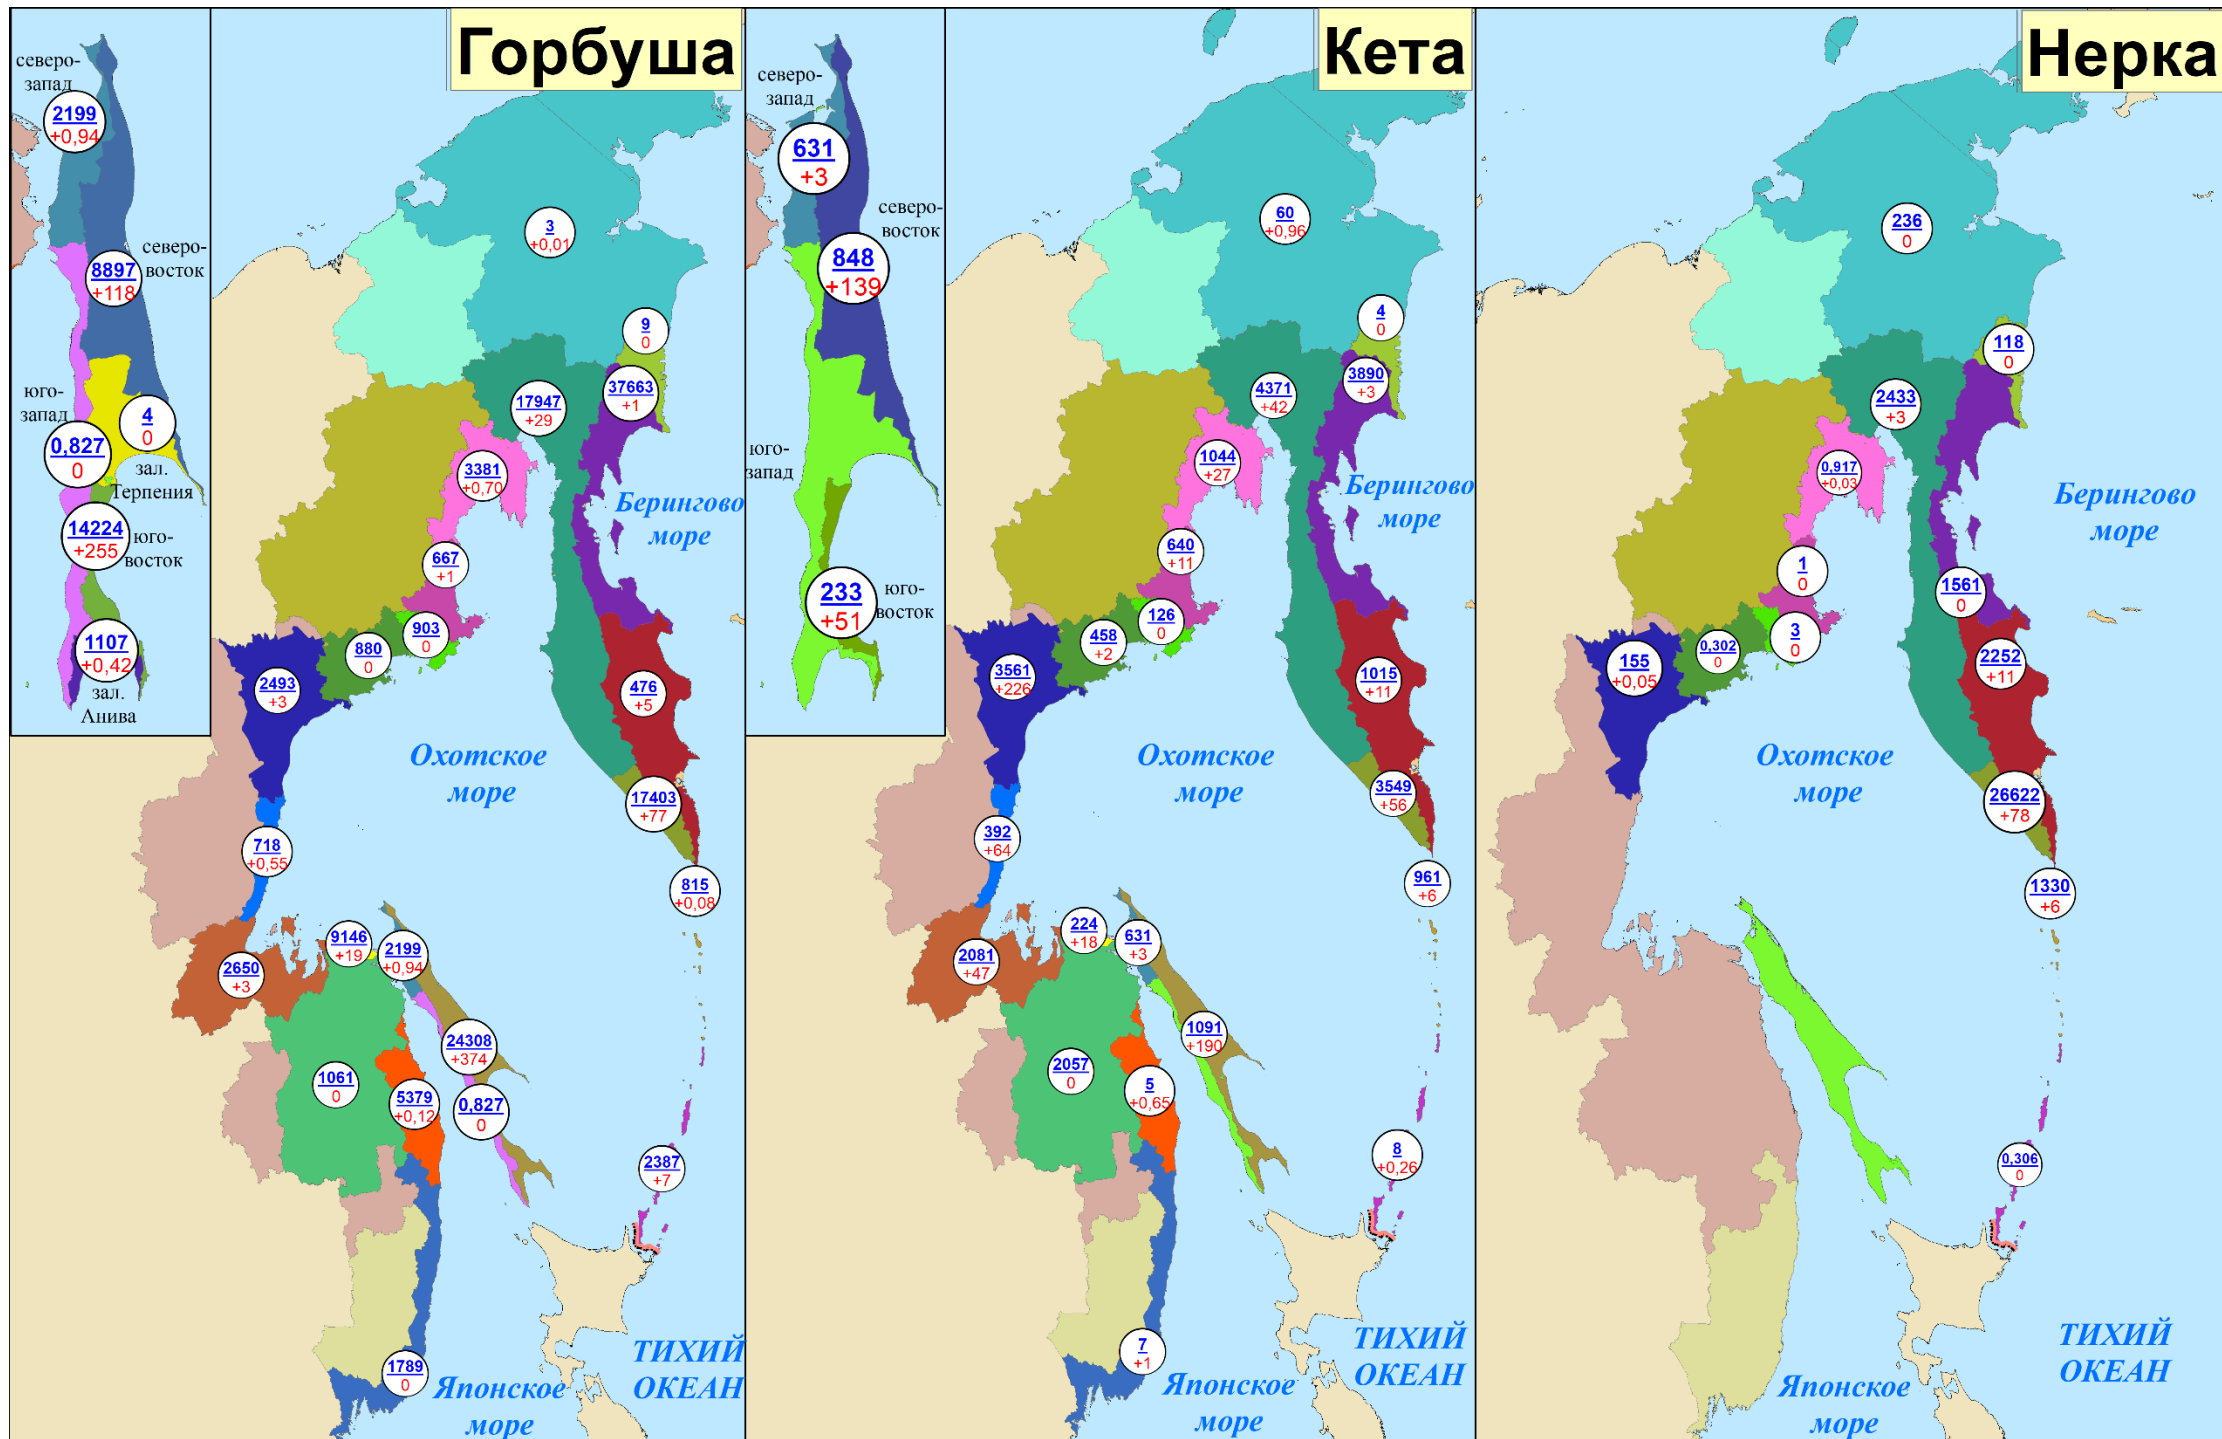 Горбуша
северо-
запад
2199
+0,94
северо-
восток
8897
+118
юго-
запад
0,827
0
4
0
зал.
Терпения
14224
+255
юго-
восток
1107
+0,42
зал.
Анива
3
+0,01
9
0
37663
+1
17947
+29
3381
+0,70
Берингово
море
667
+1
903
0
880
0
2493
+3
476
+5
Охотское
море
17403
+77
718
+0,55
815
+0,08
9146
+19
2199
+0,94
2650
+3
24308
+374
1061
0
5379
+0,12
0,827
0
2387
+7
1789
0
ТИХИЙ
ОКЕАН
Японское
море
Кета
северо-
запад
631
+3
северо-
восток
848
+139
юго-
запад
233
+51
юго-
восток
60
+0,96
4
0
3890
+3
4371
+42
1044
+27
Берингово
море
640
+11
126
0
458
+2
3561
+226
1015
+11
Охотское
море
3549
+56
392
+64
961
+6
224
+18
631
+3
2081
+47
1091
+190
2057
0
5
+0,65
8
+0,26
7
+1
ТИХИЙ
ОКЕАН
Японское
море
Нерка
236
0
118
0
2433
+3
0,917
+0,03
Берингово
море
1
0
1561
0
3
0
0,302
0
155
+0,05
2252
+11
Охотское
море
26622
+78
1330
+6
0,306
0
ТИХИЙ
ОКЕАН
Японское
море